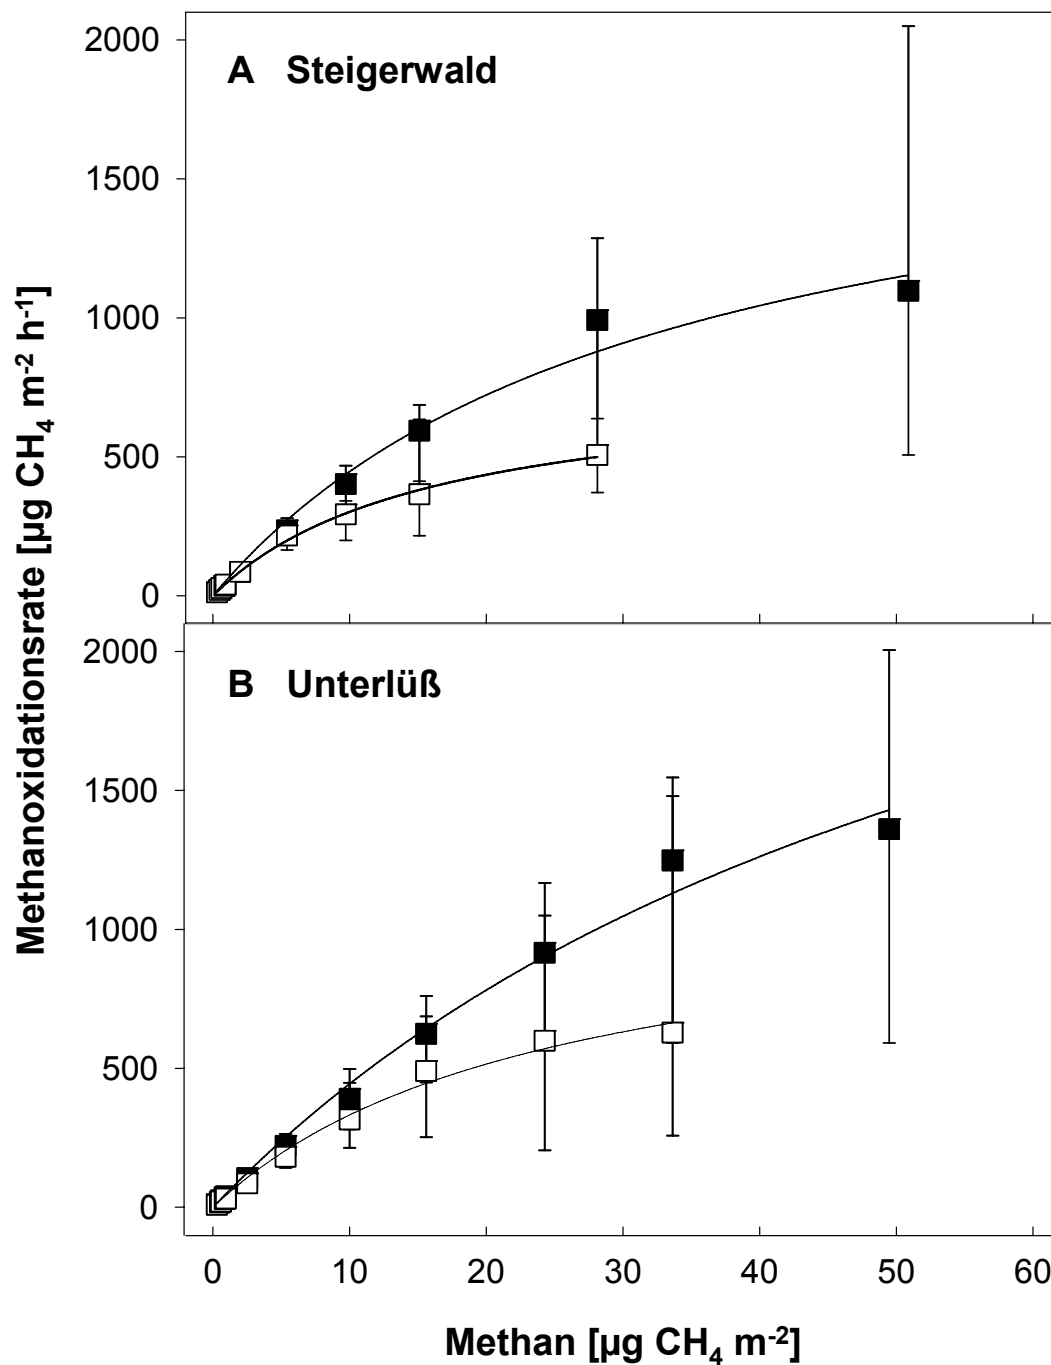 A Steigerwald
2000
1500
1000
500
0
Methanoxidationsrate [µg CH₄ m⁻² h⁻¹]
B Unterlüß
2000
1500
1000
500
0
0 10 20 30 40 50 60
Methan [µg CH₄ m⁻²]